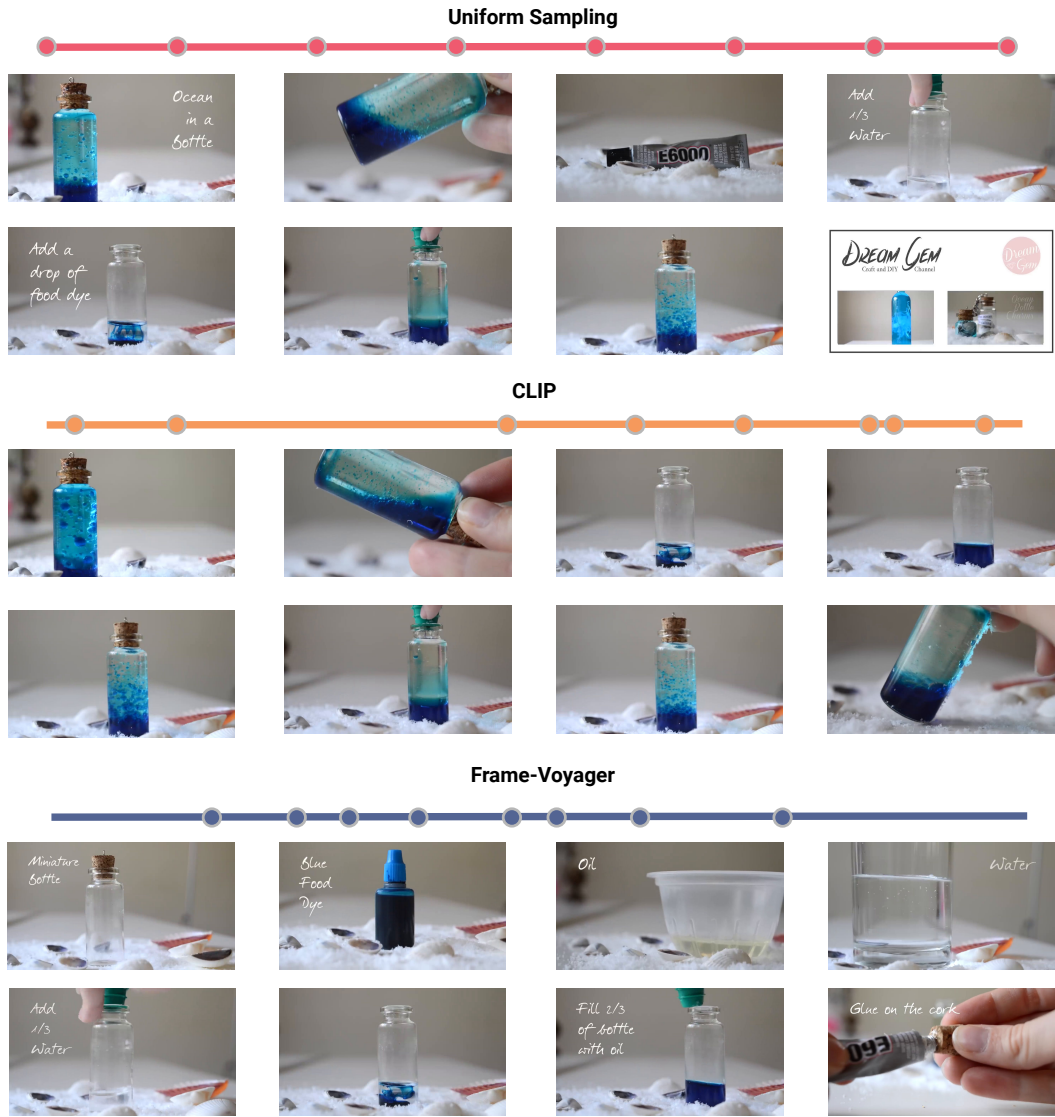 Uniform Sampling
Ocean
in a
Bottle
E6000
Add
1/3
Water
Add a
drop of
food dye
DREAM GEM
Craft and DIY Channel
Dream
Gem
CLIP
Frame-Voyager
Miniature
Bottle
Blue
Food
Dye
Oil
Water
Add
1/3
Water
Fill 2/3
of bottle
with oil
Glue on the cork